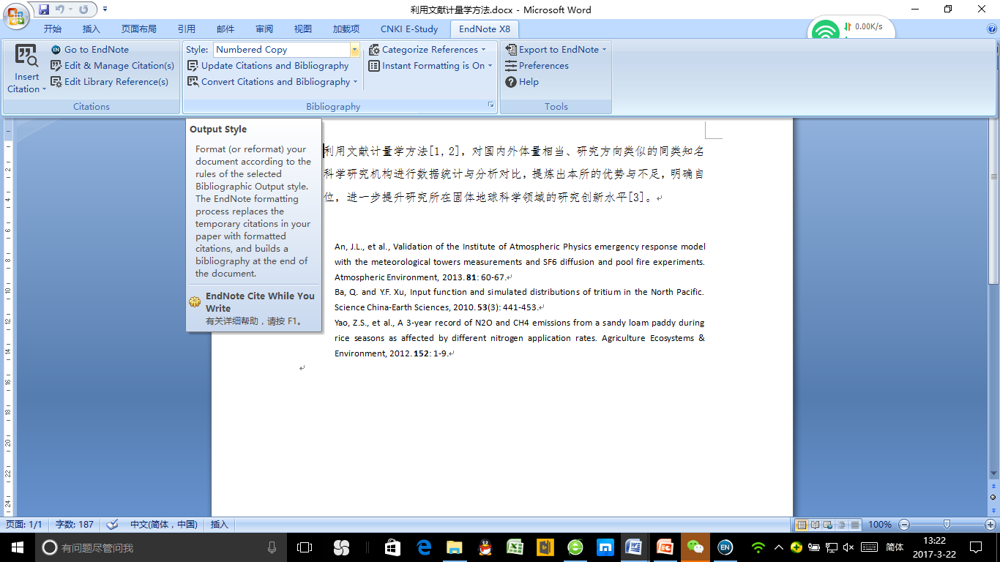 利用文献计量学方法.docx - Microsoft Word
开始 插入 页面布局 引用 邮件 审阅 视图 加载项 CNKI E-Study EndNote X8
0.00K/s
Insert Citation
Go to EndNote
Edit & Manage Citation(s)
Edit Library Reference(s)
Citations
Style: Numbered Copy
Update Citations and Bibliography
Convert Citations and Bibliography
Categorize References
Instant Formatting is On
Bibliography
Export to EndNote
Preferences
Help
Tools
Output Style
Format (or reformat) your
document according to the
rules of the selected
Bibliographic Output style.
The EndNote formatting
process replaces the
temporary citations in your
paper with formatted
citations, and builds a
bibliography at the end of
the document.
EndNote Cite While You
Write
有关详细帮助，请按 F1。
利用文献计量学方法[1, 2]，对国内外体量相当、研究方向类似的同类知名
科学研究机构进行数据统计与分析对比，提炼出本所的优势与不足，明确自
位，进一步提升研究所在固体地球科学领域的研究创新水平[3]。
An, J.L., et al., Validation of the Institute of Atmospheric Physics emergency response model
with the meteorological towers measurements and SF6 diffusion and pool fire experiments.
Atmospheric Environment, 2013. 81: 60-67.
Ba, Q. and Y.F. Xu, Input function and simulated distributions of tritium in the North Pacific.
Science China-Earth Sciences, 2010. 53(3): 441-453.
Yao, Z.S., et al., A 3-year record of N2O and CH4 emissions from a sandy loam paddy during
rice seasons as affected by different nitrogen application rates. Agriculture Ecosystems &
Environment, 2012. 152: 1-9.
2
4
6
8
10
12
14
16
18
20
22
24
页面: 1/1 字数: 187 中文(简体，中国) 插入 100%
有问题尽管问我
EN
简体
13:22
2017-3-22